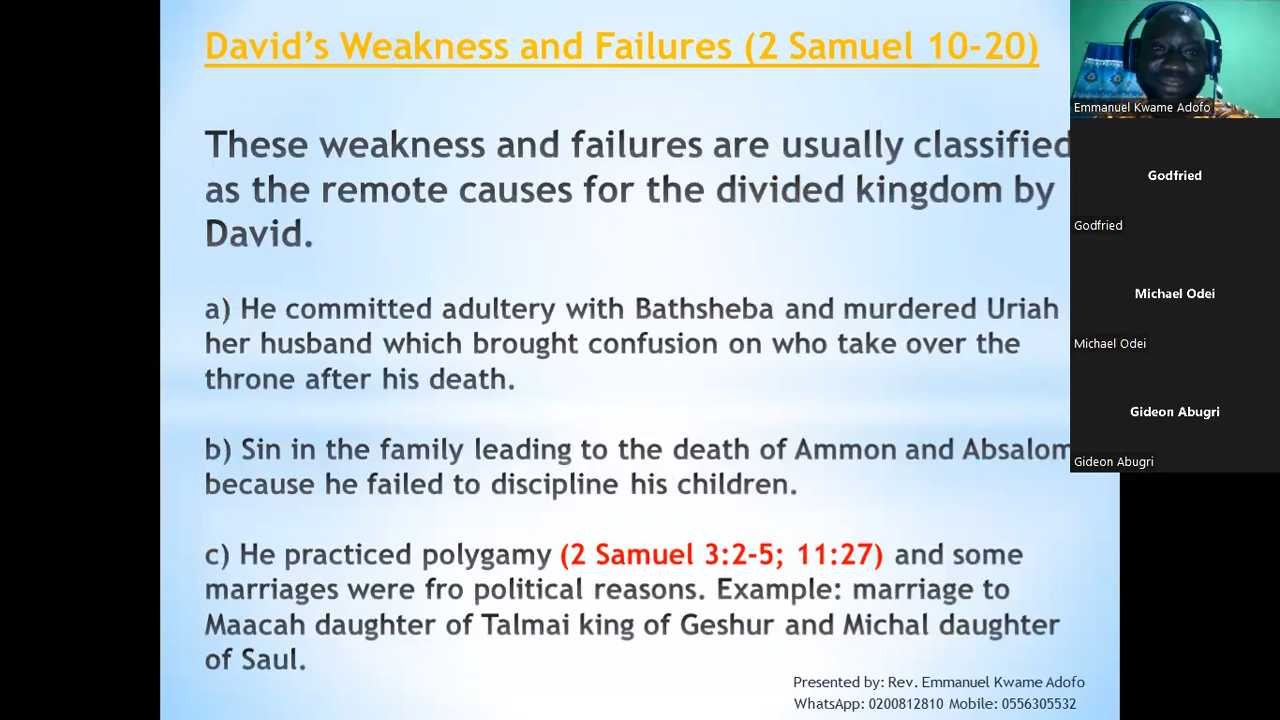 David's Weakness and Failures (2 Samuel 10-20)
These weakness and failures are usually classified
as the remote causes for the divided kingdom by
David.
a) He committed adultery with Bathsheba and murdered Uriah
her husband which brought confusion on who take over the
throne after his death.
b) Sin in the family leading to the death of Ammon and Absalom
because he failed to discipline his children.
c) He practiced polygamy (2 Samuel 3:2-5; 11:27) and some
marriages were fro political reasons. Example: marriage to
Maacah daughter of Talmai king of Geshur and Michal daughter
of Saul.
Presented by: Rev. Emmanuel Kwame Adofo
WhatsApp: 0200812810 Mobile: 0556305532
Emmanuel Kwame Adofo
Godfried
Godfried
Michael Odei
Michael Odei
Gideon Abugri
Gideon Abugri